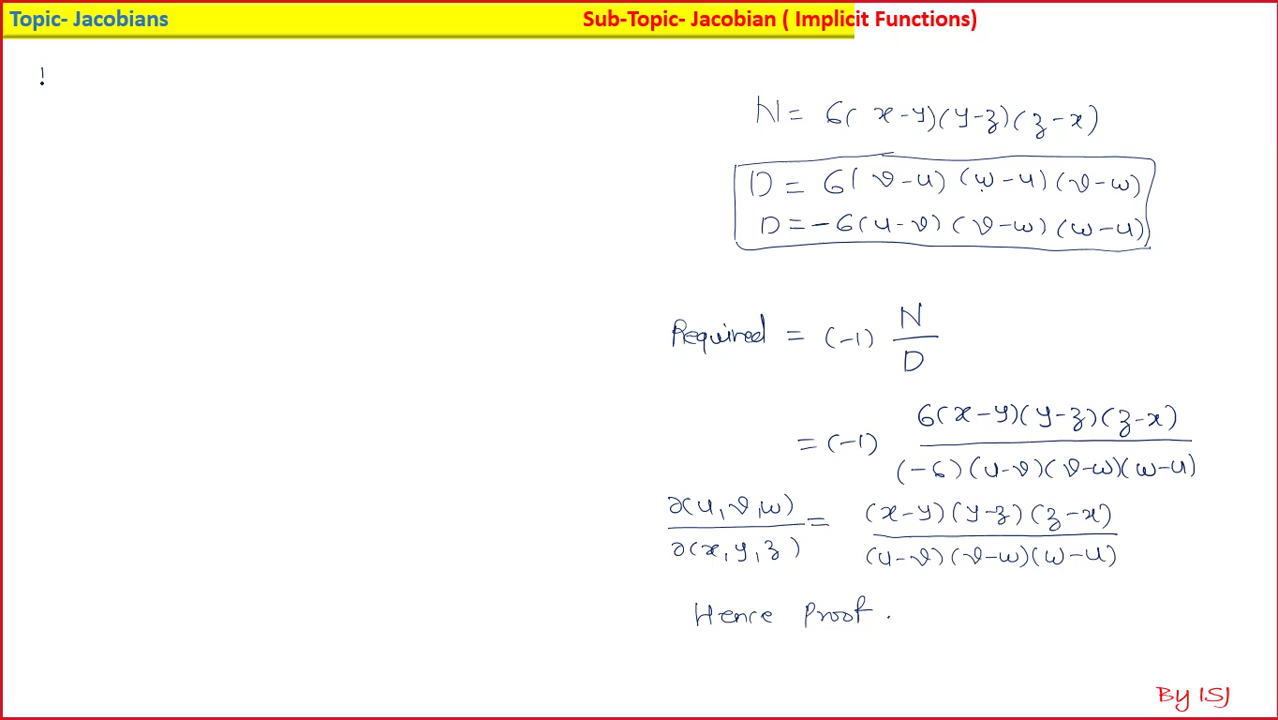 Topic- Jacobians Sub-Topic- Jacobian ( Implicit Functions)
!
N = 6( x-y)(y-z)(z-x)
D = 6(v-u) (w-u)(v-w)
D = -6(u-v) (v-w) (w-u)
Required = (-1) N/D
= (-1) 6(x-y)(y-z)(z-x) / (-6)(u-v)(v-w)(w-u)
∂(u,v,w)/∂(x,y,z) = (x-y)(y-z)(z-x) / (u-v)(v-w)(w-u)
Hence Proof.
By ISJ